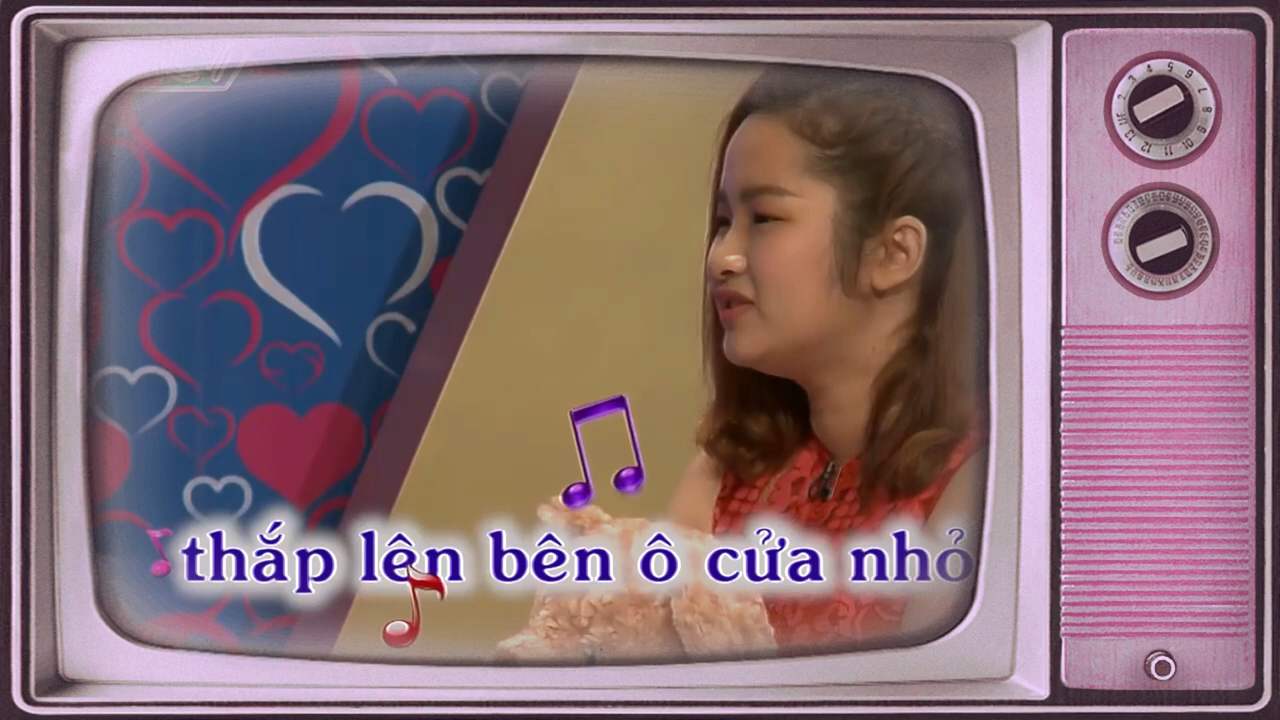 thắp lên bên ô cửa nhỏ